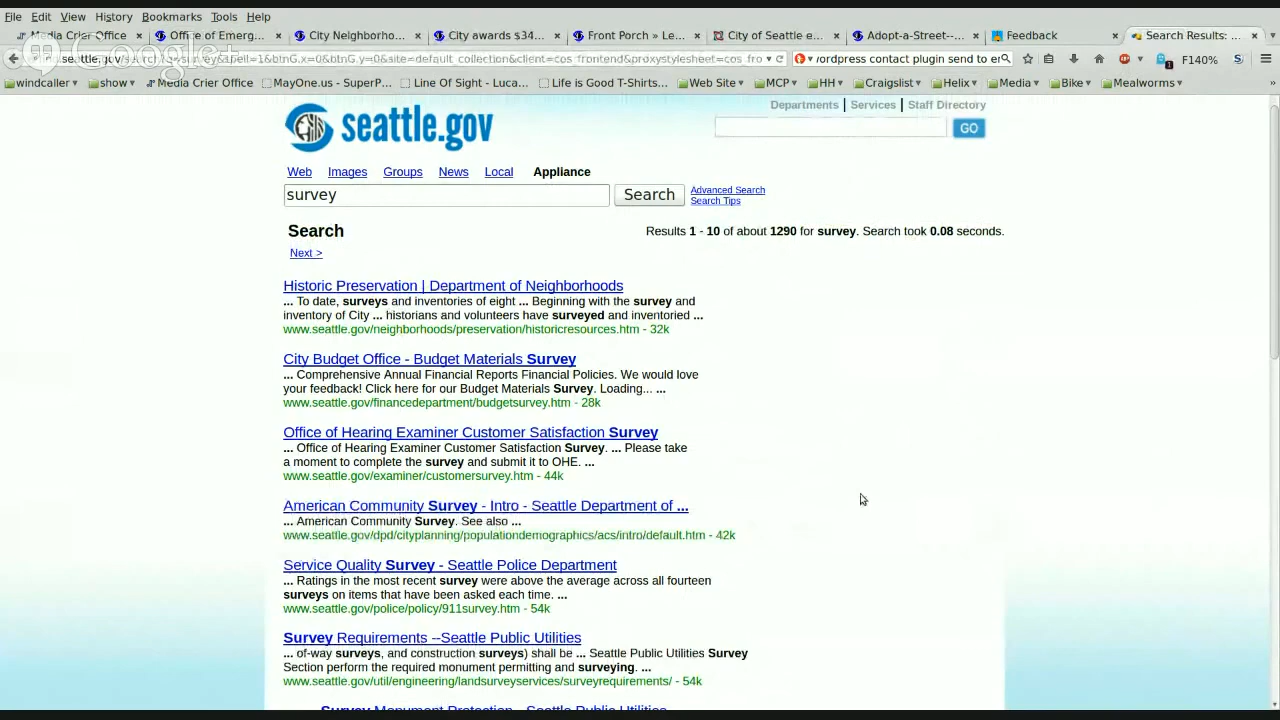 File Edit View History Bookmarks Tools Help
Media Crier Office × Office of Emerg... × City Neighborho... × City awards $34... × Front Porch » Le... × City of Seattle e... × Adopt-a-Street--... × Feedback × Search Results: ... ×
Google+
F140%
windcaller show Media Crier Office MayOne.us - SuperP... Line Of Sight - Luca... Life is Good T-Shirts... Web Site MCP HH Craigslist Helix Media Bike Mealworms »
Departments | Services | Staff Directory
seattle.gov
GO
Web Images Groups News Local Appliance
survey Search Advanced Search
Search Tips
Search Results 1 - 10 of about 1290 for survey. Search took 0.08 seconds.
Next >
Historic Preservation | Department of Neighborhoods
... To date, surveys and inventories of eight ... Beginning with the survey and
inventory of City ... historians and volunteers have surveyed and inventoried ...
www.seattle.gov/neighborhoods/preservation/historicresources.htm - 32k
City Budget Office - Budget Materials Survey
... Comprehensive Annual Financial Reports Financial Policies. We would love
your feedback! Click here for our Budget Materials Survey. Loading... ...
www.seattle.gov/financedepartment/budgetsurvey.htm - 28k
Office of Hearing Examiner Customer Satisfaction Survey
... Office of Hearing Examiner Customer Satisfaction Survey. ... Please take
a moment to complete the survey and submit it to OHE. ...
www.seattle.gov/examiner/customersurvey.htm - 44k
American Community Survey - Intro - Seattle Department of ...
... American Community Survey. See also ...
www.seattle.gov/dpd/cityplanning/populationdemographics/acs/intro/default.htm - 42k
Service Quality Survey - Seattle Police Department
... Ratings in the most recent survey were above the average across all fourteen
surveys on items that have been asked each time. ...
www.seattle.gov/police/policy/911survey.htm - 54k
Survey Requirements --Seattle Public Utilities
... of-way surveys, and construction surveys) shall be ... Seattle Public Utilities Survey
Section perform the required monument permitting and surveying. ...
www.seattle.gov/util/engineering/landsurveyservices/surveyrequirements/ - 54k
Survey Monument Protection - Seattle Public Utilities